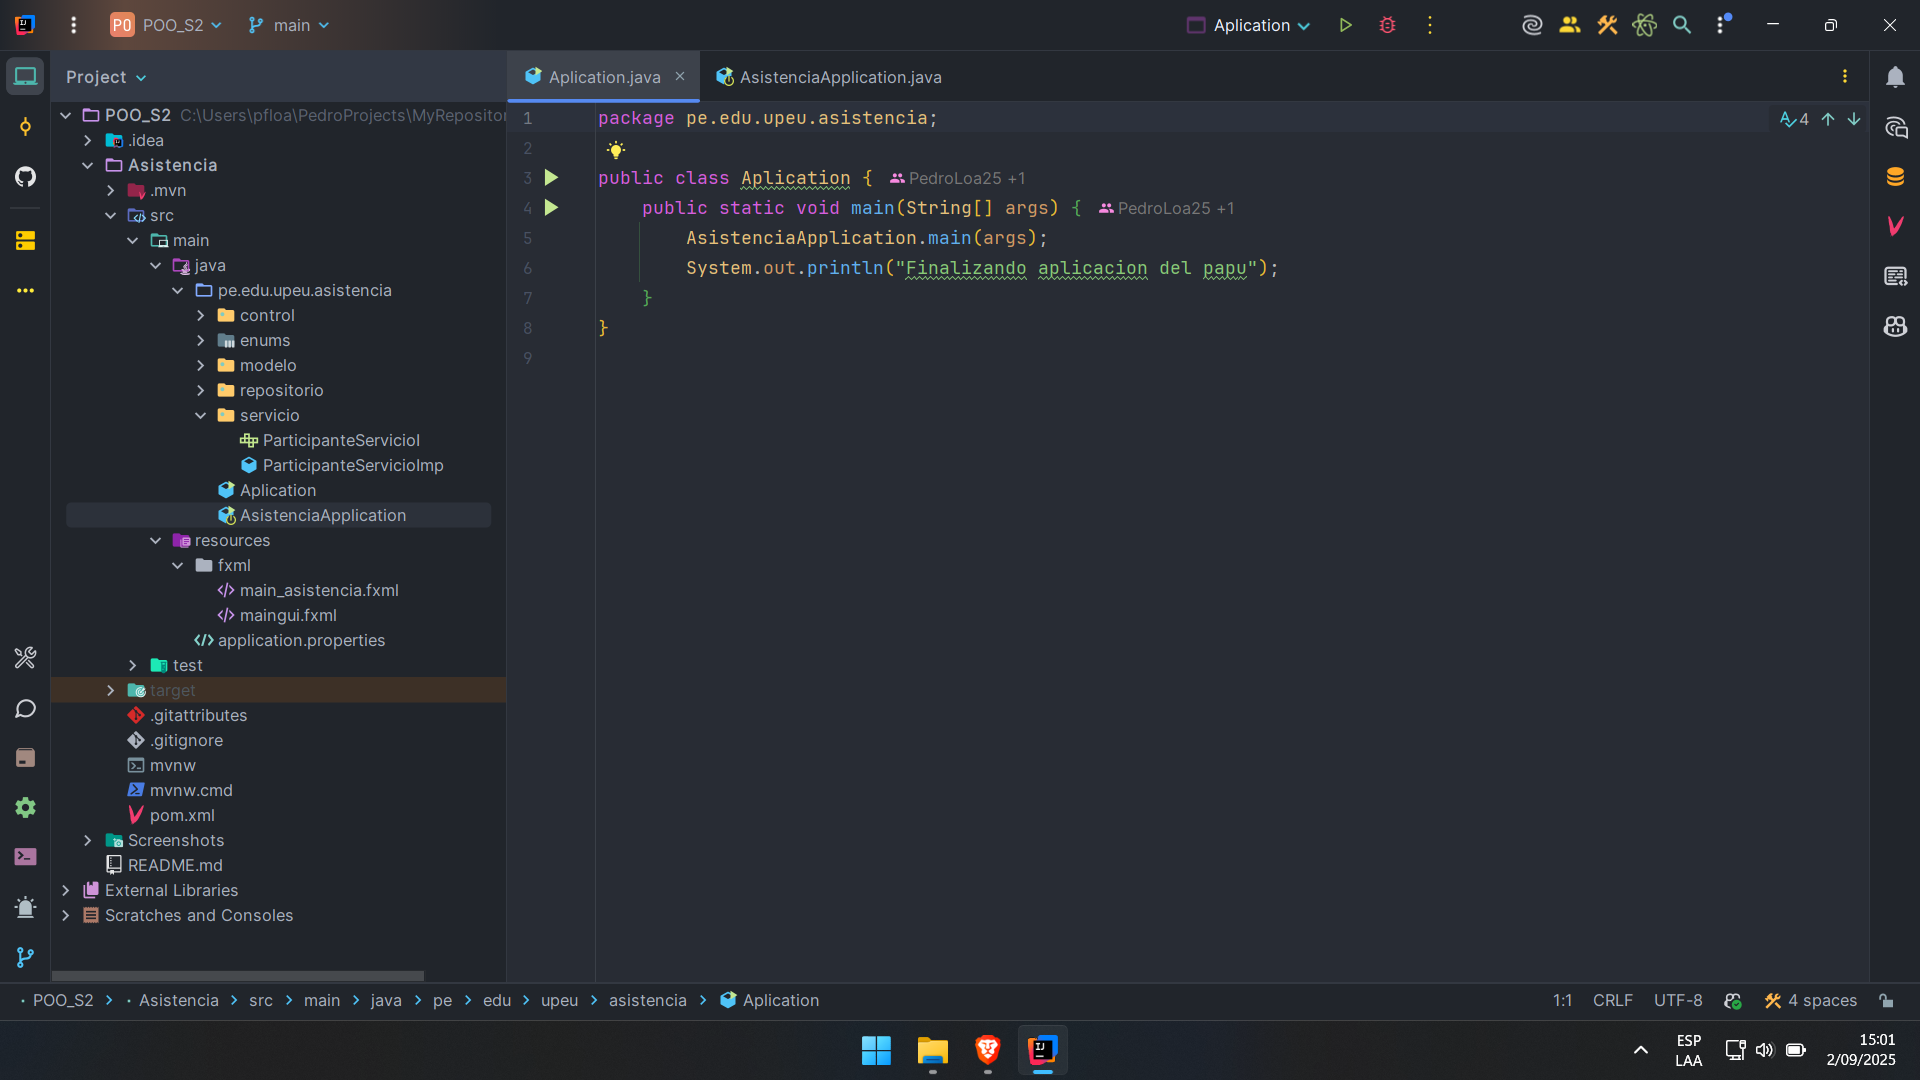 PO POO_S2 main Aplication
Project
Aplication.java
AsistenciaApplication.java
POO_S2 C:\Users\pfloa\PedroProjects\MyRepositor
.idea
Asistencia
.mvn
src
main
java
pe.edu.upeu.asistencia
control
enums
modelo
repositorio
servicio
ParticipanteServicioI
ParticipanteServicioImp
Aplication
AsistenciaApplication
resources
fxml
main_asistencia.fxml
maingui.fxml
application.properties
test
target
.gitattributes
.gitignore
mvnw
mvnw.cmd
pom.xml
Screenshots
README.md
External Libraries
Scratches and Consoles
1 package pe.edu.upeu.asistencia; 4
2
3 public class Aplication { PedroLoa25 +1
4 public static void main(String[] args) { PedroLoa25 +1
5 AsistenciaApplication.main(args);
6 System.out.println("Finalizando aplicacion del papu");
7 }
8 }
9
POO_S2 > Asistencia > src > main > java > pe > edu > upeu > asistencia > Aplication 1:1 CRLF UTF-8 4 spaces
ESP
LAA
15:01
2/09/2025